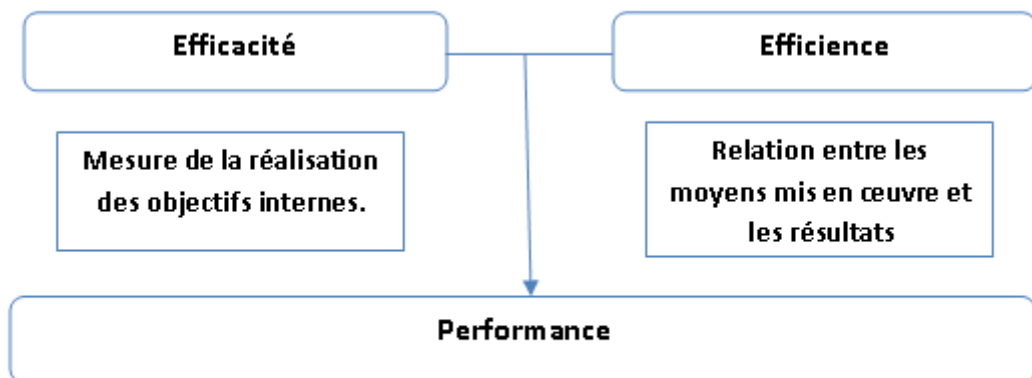 Efficacité
Efficience
Mesure de la réalisation
des objectifs internes.
Relation entre les
moyens mis en œuvre et
les résultats
Performance